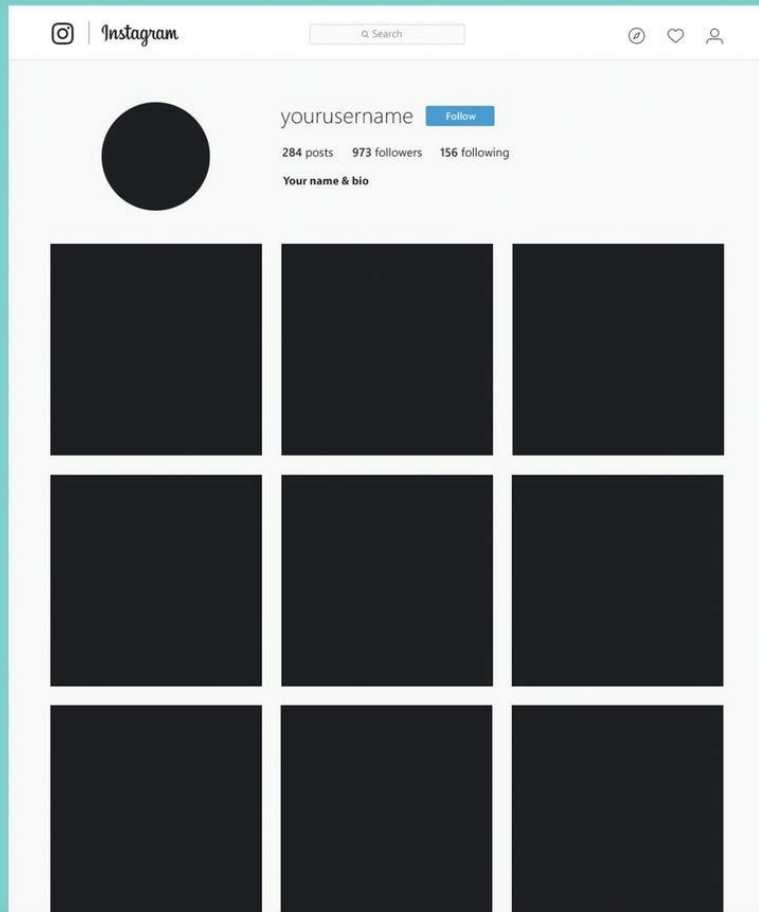 Instagram
Search
yourusername Follow
284 posts 973 followers 156 following
Your name & bio